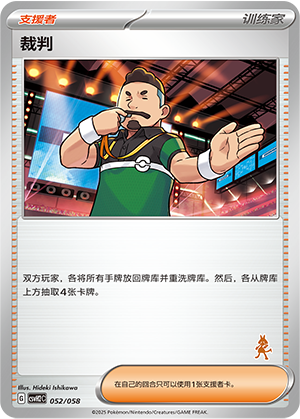 支援者 训练家
裁判
双方玩家，各将所有手牌放回牌库并重洗牌库。然后，各从牌库
上方抽取4张卡牌。
Illus. Hideki Ishikawa
G 052/058
在自己的回合只可以使用1张支援者卡。
©2025 Pokémon/Nintendo/Creatures/GAME FREAK.